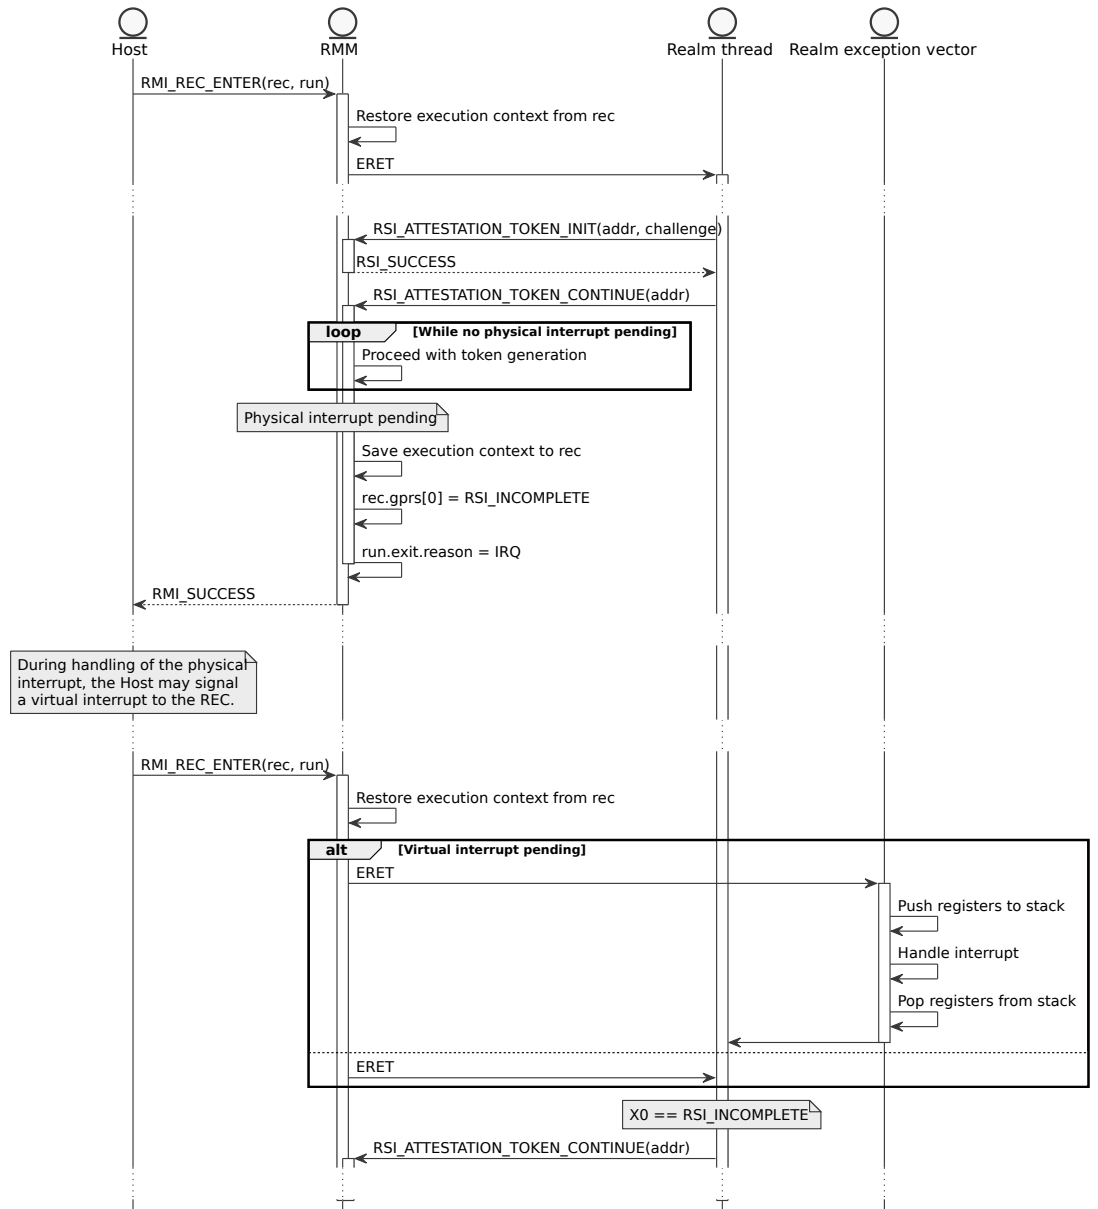 Host
RMM
Realm thread
Realm exception vector
RMI_REC_ENTER(rec, run)
Restore execution context from rec
ERET
RSI_ATTESTATION_TOKEN_INIT(addr, challenge)
RSI_SUCCESS
RSI_ATTESTATION_TOKEN_CONTINUE(addr)
loop
[While no physical interrupt pending]
Proceed with token generation
Physical interrupt pending
Save execution context to rec
rec.gprs[0] = RSI_INCOMPLETE
run.exit.reason = IRQ
RMI_SUCCESS
During handling of the physical
interrupt, the Host may signal
a virtual interrupt to the REC.
RMI_REC_ENTER(rec, run)
Restore execution context from rec
alt
[Virtual interrupt pending]
ERET
Push registers to stack
Handle interrupt
Pop registers from stack
ERET
X0 == RSI_INCOMPLETE
RSI_ATTESTATION_TOKEN_CONTINUE(addr)